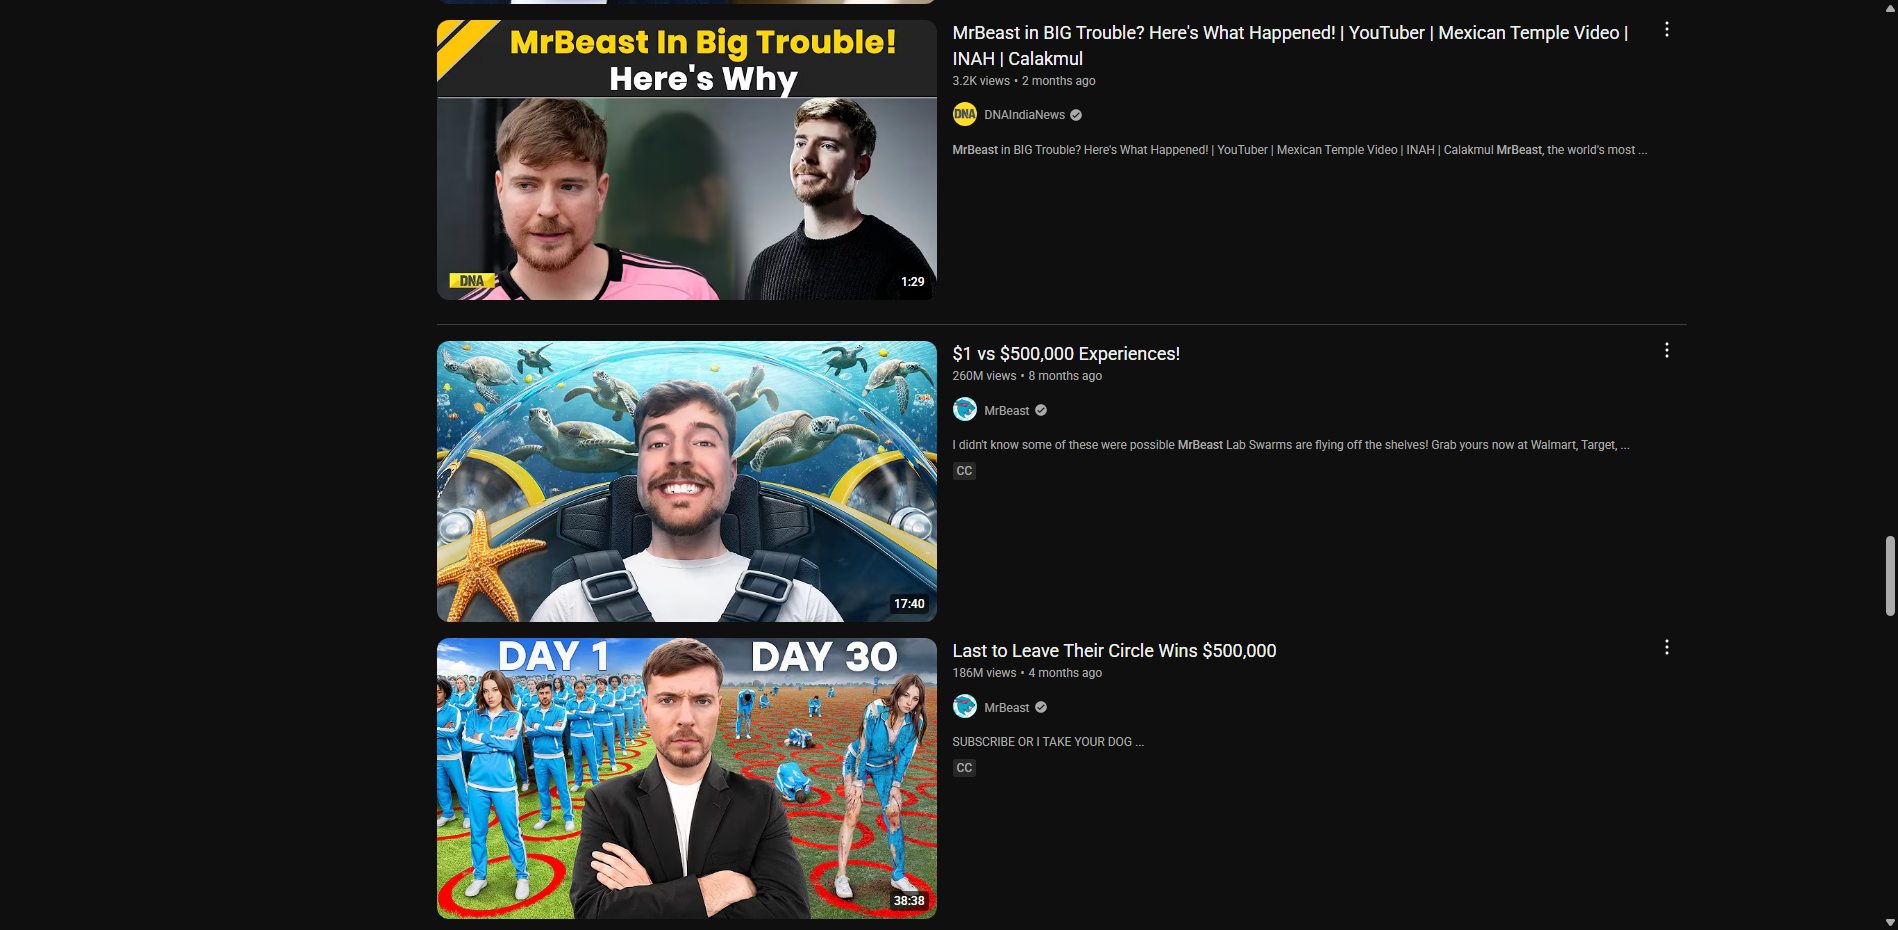 MrBeast In Big Trouble!
Here's Why
DNA
1:29
MrBeast in BIG Trouble? Here's What Happened! | YouTuber | Mexican Temple Video |
INAH | Calakmul
3.2K views • 2 months ago
DNA
DNAIndiaNews
MrBeast in BIG Trouble? Here's What Happened! | YouTuber | Mexican Temple Video | INAH | Calakmul MrBeast, the world's most ...
17:40
$1 vs $500,000 Experiences!
260M views • 8 months ago
MrBeast
I didn't know some of these were possible MrBeast Lab Swarms are flying off the shelves! Grab yours now at Walmart, Target, ...
CC
DAY 1
DAY 30
38:38
Last to Leave Their Circle Wins $500,000
186M views • 4 months ago
MrBeast
SUBSCRIBE OR I TAKE YOUR DOG ...
CC